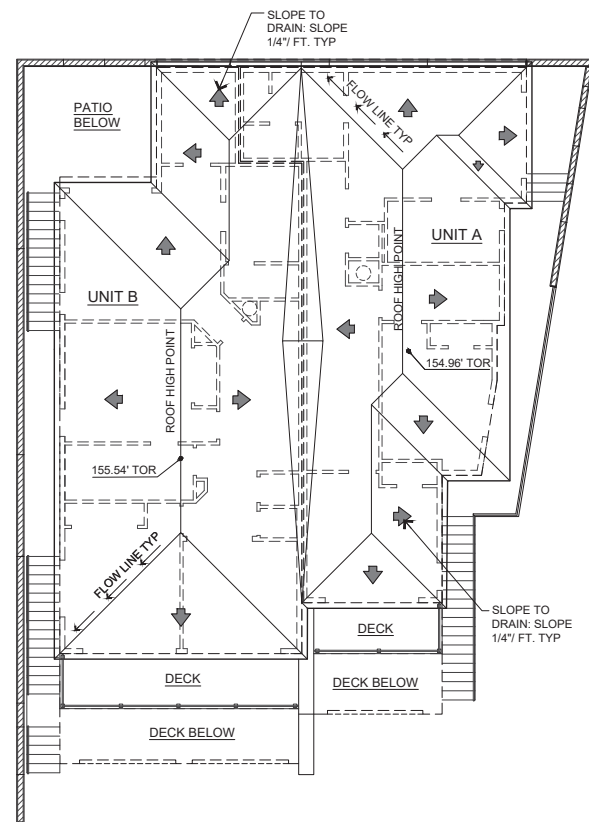 SLOPE TO
DRAIN: SLOPE
1/4"/ FT. TYP
PATIO
BELOW
FLOW LINE TYP
UNIT A
ROOF HIGH POINT
UNIT B
ROOF HIGH POINT
154.96' TOR
155.54' TOR
FLOW LINE TYP
SLOPE TO
DRAIN: SLOPE
1/4"/ FT. TYP
DECK
DECK
DECK BELOW
DECK BELOW